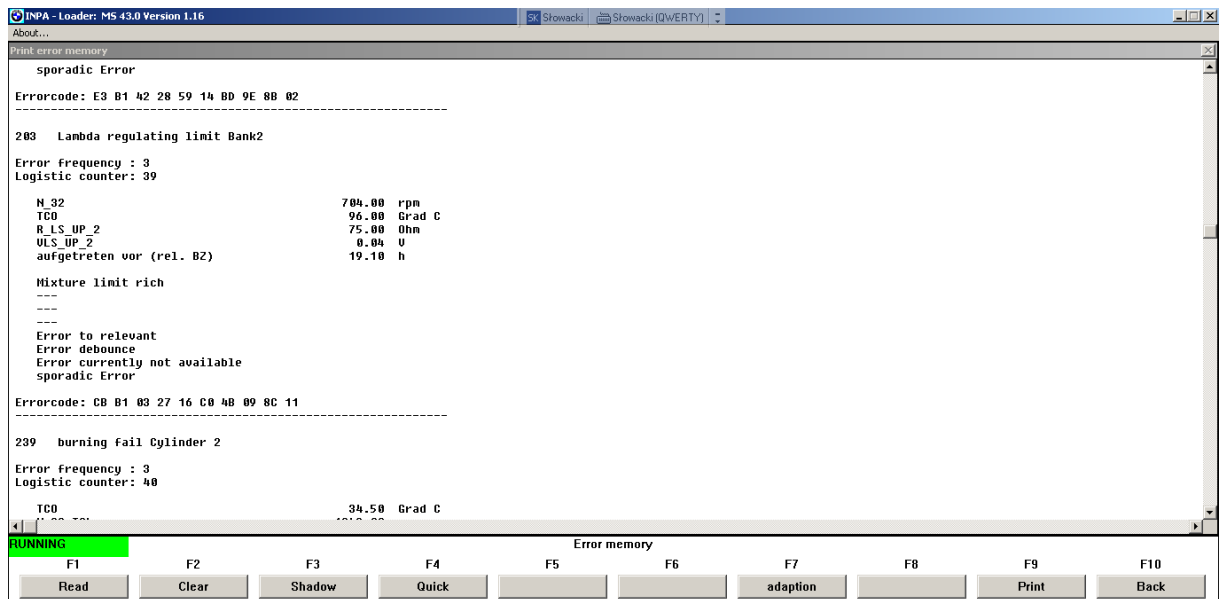 INPA - Loader: MS 43.0 Version 1.16
SK Słowacki Słowacki (QWERTY)
About...
Print error memory
sporadic Error
Errorcode: E3 B1 42 28 59 14 BD 9E 8B 02
------------------------------------------------------------
203 Lambda regulating limit Bank2
Error frequency : 3
Logistic counter: 39
N_32 704.00 rpm
TCO 96.00 Grad C
R_LS_UP_2 75.00 Ohm
VLS_UP_2 0.04 V
aufgetreten vor (rel. BZ) 19.10 h
Mixture limit rich
---
---
---
Error to relevant
Error debounce
Error currently not available
sporadic Error
Errorcode: CB B1 03 27 16 C0 4B 09 8C 11
------------------------------------------------------------
239 burning fail Cylinder 2
Error frequency : 3
Logistic counter: 40
TCO 34.50 Grad C
RUNNING Error memory
F1 F2 F3 F4 F5 F6 F7 F8 F9 F10
Read Clear Shadow Quick adaption Print Back